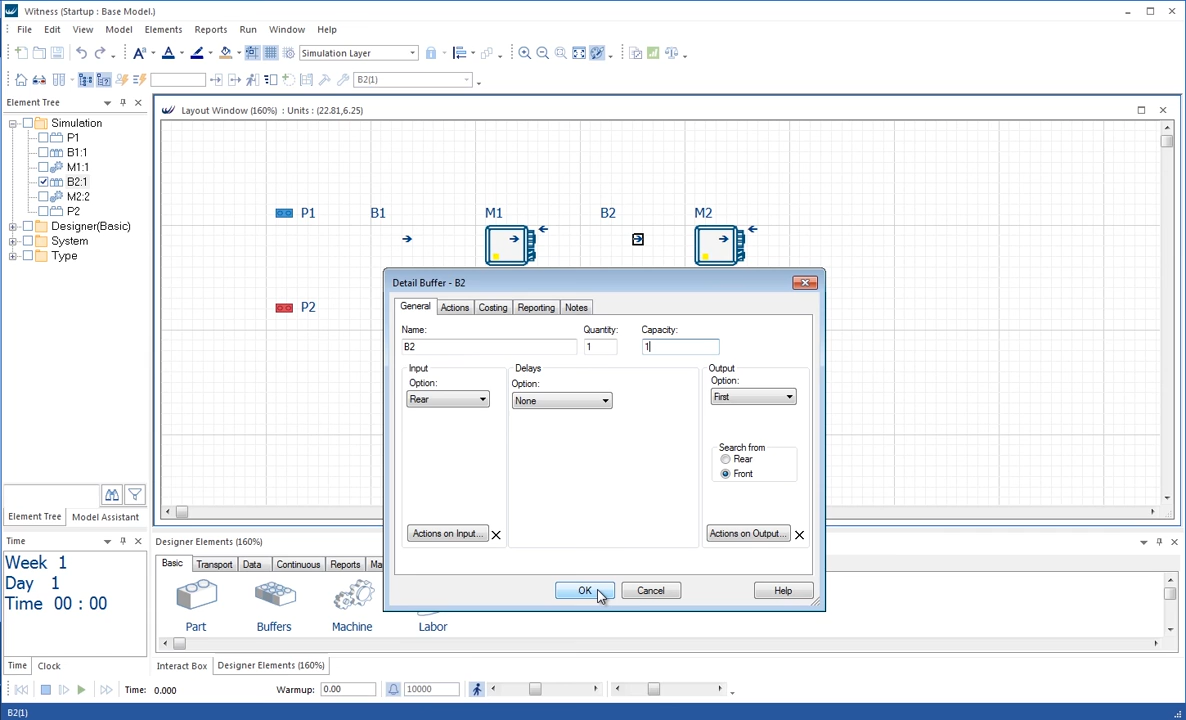 Witness (Startup : Base Model.)
File Edit View Model Elements Reports Run Window Help
Simulation Layer
B2(1)
Element Tree
Layout Window (160%) : Units : (22.81,6.25)
Simulation
P1
B1:1
M1:1
B2:1
M2:2
P2
Designer(Basic)
System
Type
P1 B1 M1 B2 M2
P2
Detail Buffer - B2
General Actions Costing Reporting Notes
Name: Quantity: Capacity:
B2 1 1
Input Delays Output
Option: Option: Option:
Rear None First
Search from
Rear
Front
Actions on Input... Actions on Output...
OK Cancel Help
Element Tree Model Assistant
Time
Week 1
Day 1
Time 00 : 00
Time Clock
Designer Elements (160%)
Basic Transport Data Continuous Reports Ma
Part Buffers Machine Labor
Interact Box Designer Elements (160%)
Time: 0.000 Warmup: 0.00 10000
B2(1)